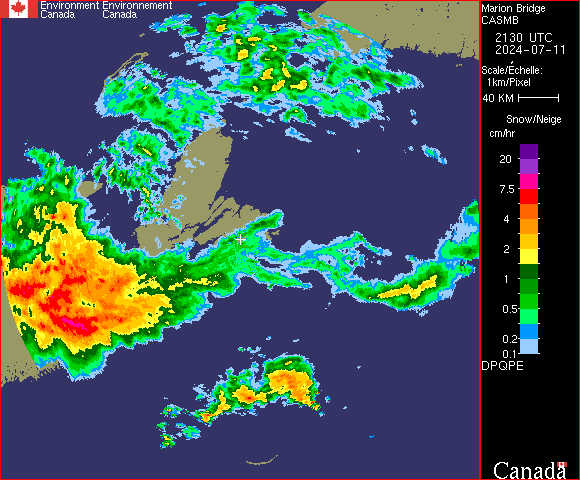 Environment Environnement
Canada Canada
Marion Bridge
CASMB
2130 UTC
2024-07-11
Scale/Echelle:
1km/Pixel
40 KM
Snow/Neige
cm/hr
20
7.5
4
2
1
0.5
0.2
0.1
DPQPE
Canada